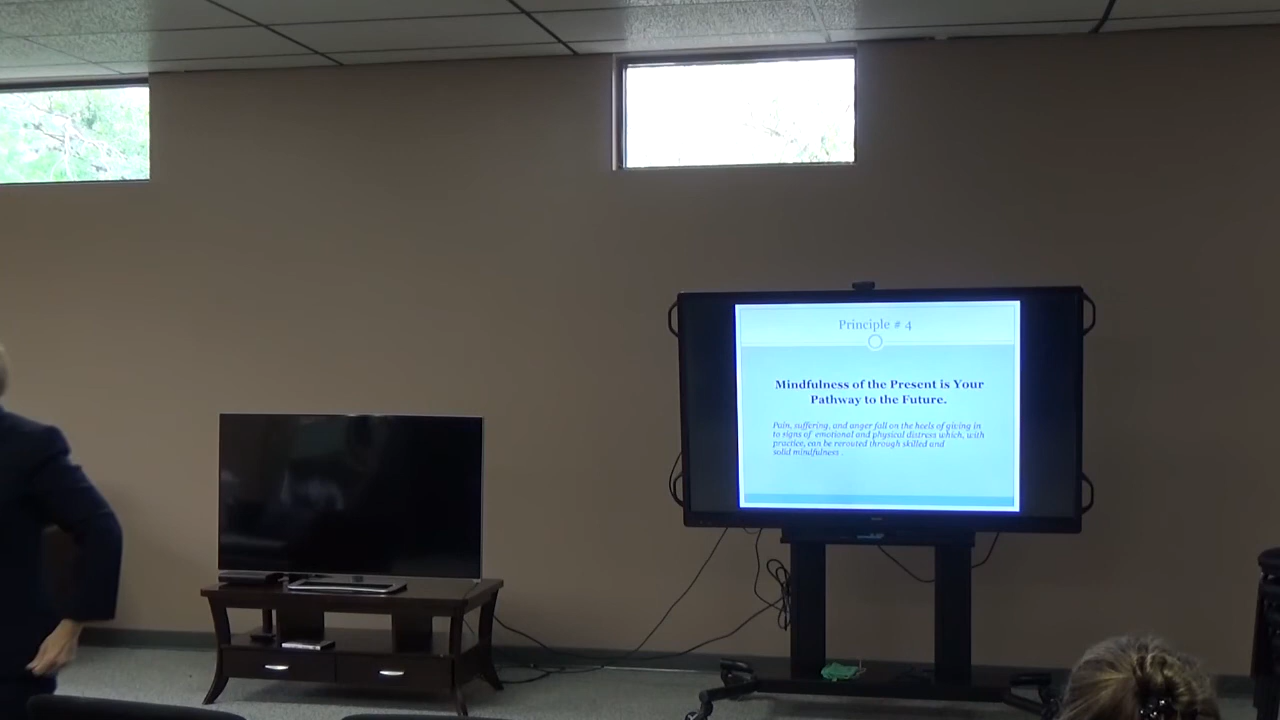 Principle # 4
Mindfulness of the Present is Your
Pathway to the Future.
Pain, suffering, and anger fall on the heels of giving in
to signs of emotional and physical distress which, with
practice, can be rerouted through skilled and
solid mindfulness .